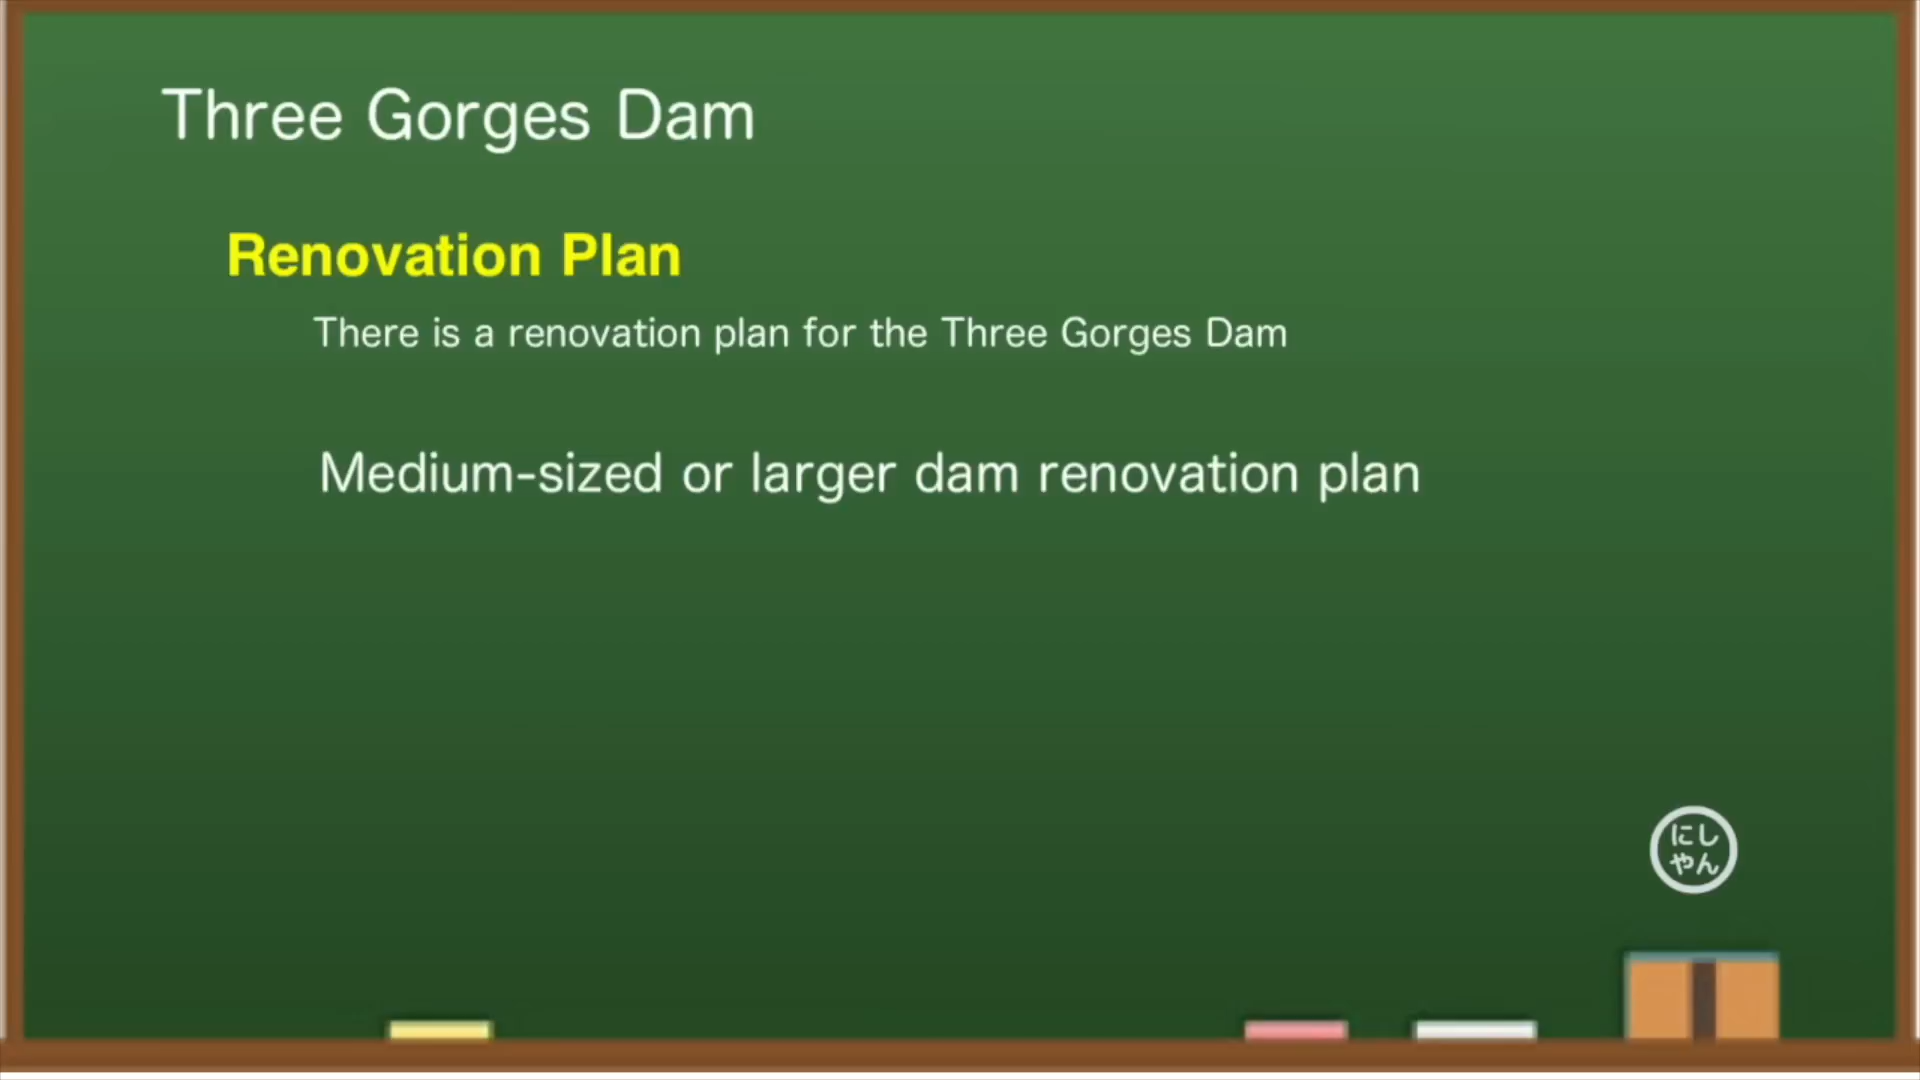 Three Gorges Dam
Renovation Plan
There is a renovation plan for the Three Gorges Dam
Medium-sized or larger dam renovation plan
にし
やん